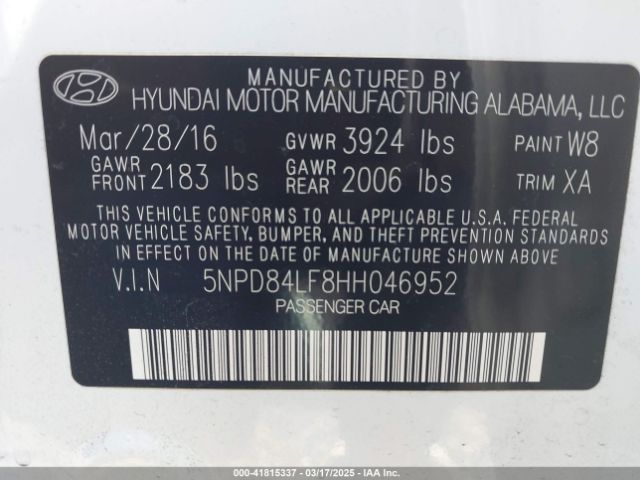 MANUFACTURED BY
HYUNDAI MOTOR MANUFACTURING ALABAMA, LLC
Mar/28/16 GVWR 3924 lbs PAINT W8
GAWR FRONT 2183 lbs GAWR REAR 2006 lbs TRIM XA
THIS VEHICLE CONFORMS TO ALL APPLICABLE U.S.A. FEDERAL
MOTOR VEHICLE SAFETY, BUMPER, AND THEFT PREVENTION STANDARDS
IN EFFECT ON THE DATE OF MANUFACTURE SHOWN ABOVE.
V.I.N 5NPD84LF8HH046952
PASSENGER CAR
000-41815337 - 03/17/2025 - IAAI.COM